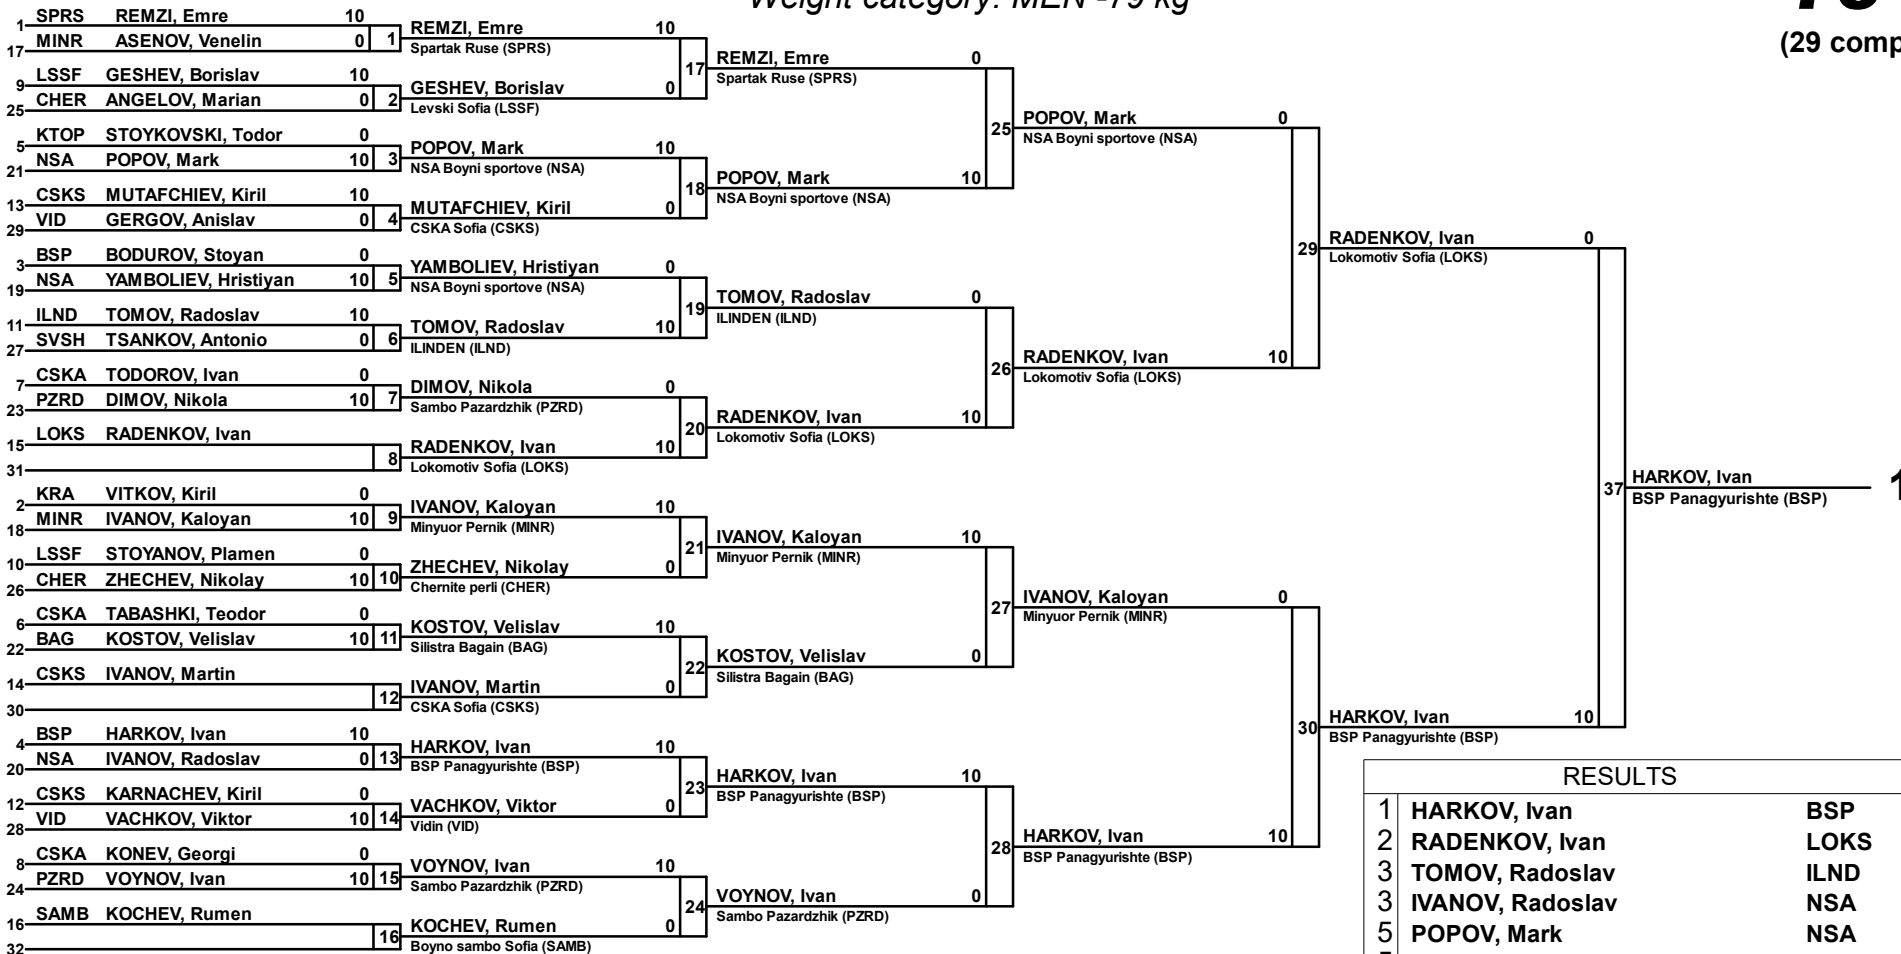 Weight category: MEN -79 kg
(29 comp
1 SPRS REMZI, Emre 10
17 MINR ASENOV, Venelin 0
1
9 LSSF GESHEV, Borislav 10
25 CHER ANGELOV, Marian 0
2
5 KTOP STOYKOVSKI, Todor 0
21 NSA POPOV, Mark 10
3
13 CSKS MUTAFCHIEV, Kiril 10
29 VID GERGOV, Anislav 0
4
3 BSP BODUROV, Stoyan 0
19 NSA YAMBOLIEV, Hristiyan 10
5
11 ILND TOMOV, Radoslav 10
27 SVSH TSANKOV, Antonio 0
6
7 CSKA TODOROV, Ivan 0
23 PZRD DIMOV, Nikola 10
7
15 LOKS RADENKOV, Ivan
31
8
2 KRA VITKOV, Kiril 0
18 MINR IVANOV, Kaloyan 10
9
10 LSSF STOYANOV, Plamen 0
26 CHER ZHECHEV, Nikolay 10
10
6 CSKA TABASHKI, Teodor 0
22 BAG KOSTOV, Velislav 10
11
14 CSKS IVANOV, Martin
30
12
4 BSP HARKOV, Ivan 10
20 NSA IVANOV, Radoslav 0
13
12 CSKS KARNACHEV, Kiril 0
28 VID VACHKOV, Viktor 10
14
8 CSKA KONEV, Georgi 0
24 PZRD VOYNOV, Ivan 10
15
16 SAMB KOCHEV, Rumen
32
16
REMZI, Emre 10
Spartak Ruse (SPRS)
17
GESHEV, Borislav 0
Levski Sofia (LSSF)
POPOV, Mark 10
NSA Boyni sportove (NSA)
18
MUTAFCHIEV, Kiril 0
CSKA Sofia (CSKS)
YAMBOLIEV, Hristiyan 0
NSA Boyni sportove (NSA)
19
TOMOV, Radoslav 10
ILINDEN (ILND)
DIMOV, Nikola 0
Sambo Pazardzhik (PZRD)
20
RADENKOV, Ivan 10
Lokomotiv Sofia (LOKS)
IVANOV, Kaloyan 10
Minyuor Pernik (MINR)
21
ZHECHEV, Nikolay 0
Chernite perli (CHER)
KOSTOV, Velislav 10
Silistra Bagain (BAG)
22
IVANOV, Martin 0
CSKA Sofia (CSKS)
HARKOV, Ivan 10
BSP Panagyurishte (BSP)
23
VACHKOV, Viktor 0
Vidin (VID)
VOYNOV, Ivan 10
Sambo Pazardzhik (PZRD)
24
KOCHEV, Rumen 0
Boyno sambo Sofia (SAMB)
REMZI, Emre 0
Spartak Ruse (SPRS)
25
POPOV, Mark 10
NSA Boyni sportove (NSA)
TOMOV, Radoslav 0
ILINDEN (ILND)
26
RADENKOV, Ivan 10
Lokomotiv Sofia (LOKS)
IVANOV, Kaloyan 10
Minyuor Pernik (MINR)
27
KOSTOV, Velislav 0
Silistra Bagain (BAG)
HARKOV, Ivan 10
BSP Panagyurishte (BSP)
28
VOYNOV, Ivan 0
Sambo Pazardzhik (PZRD)
POPOV, Mark 0
NSA Boyni sportove (NSA)
29
RADENKOV, Ivan 10
Lokomotiv Sofia (LOKS)
IVANOV, Kaloyan 0
Minyuor Pernik (MINR)
30
HARKOV, Ivan 10
BSP Panagyurishte (BSP)
RADENKOV, Ivan 0
Lokomotiv Sofia (LOKS)
37
HARKOV, Ivan 10
BSP Panagyurishte (BSP)
HARKOV, Ivan
BSP Panagyurishte (BSP)
1
RESULTS
1 HARKOV, Ivan BSP
2 RADENKOV, Ivan LOKS
3 TOMOV, Radoslav ILND
3 IVANOV, Radoslav NSA
5 POPOV, Mark NSA